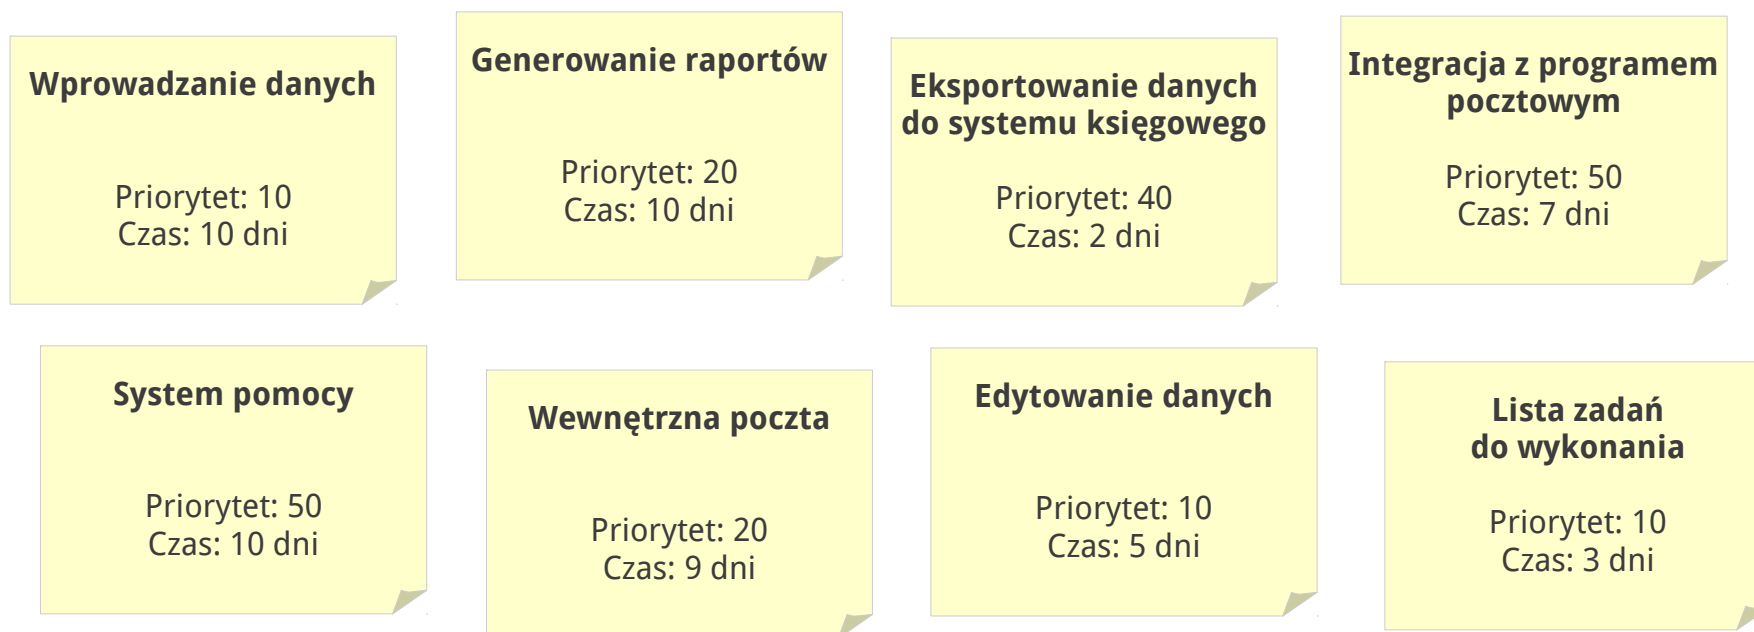 Wprowadzanie danych
Priorytet: 10
Czas: 10 dni
Generowanie raportów
Priorytet: 20
Czas: 10 dni
Eksportowanie danych
do systemu księgowego
Priorytet: 40
Czas: 2 dni
Integracja z programem
pocztowym
Priorytet: 50
Czas: 7 dni
System pomocy
Priorytet: 50
Czas: 10 dni
Wewnętrzna poczta
Priorytet: 20
Czas: 9 dni
Edytowanie danych
Priorytet: 10
Czas: 5 dni
Lista zadań
do wykonania
Priorytet: 10
Czas: 3 dni